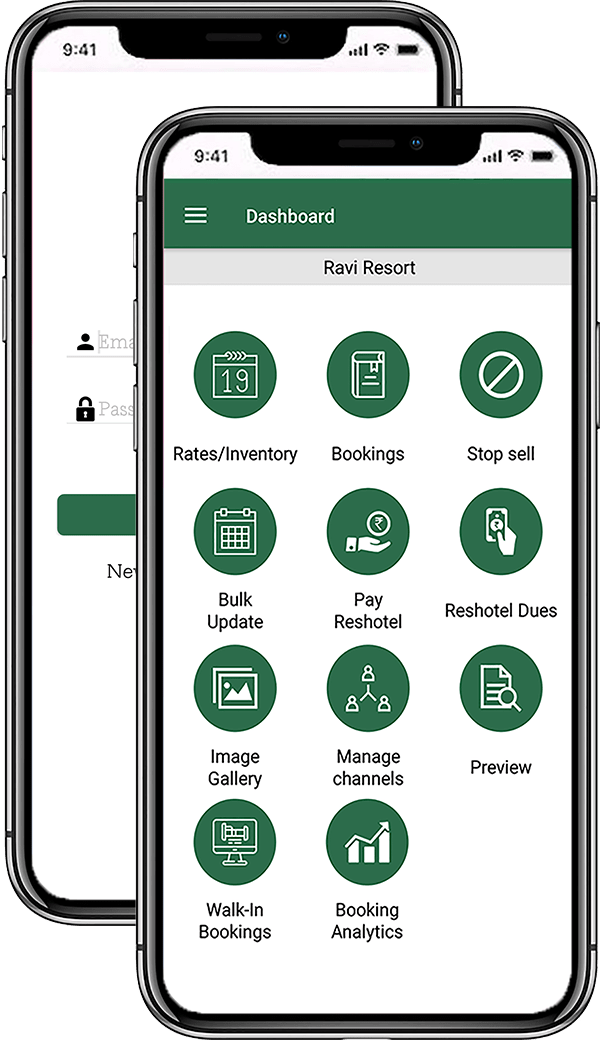 9:41
Ema
Pass
Nev
9:41
Dashboard
Ravi Resort
19
Rates/Inventory
Bookings
Stop sell
₹
₹
Bulk
Update
Pay
Reshotel
Reshotel Dues
Image
Gallery
Manage
channels
Preview
Walk-In
Bookings
Booking
Analytics